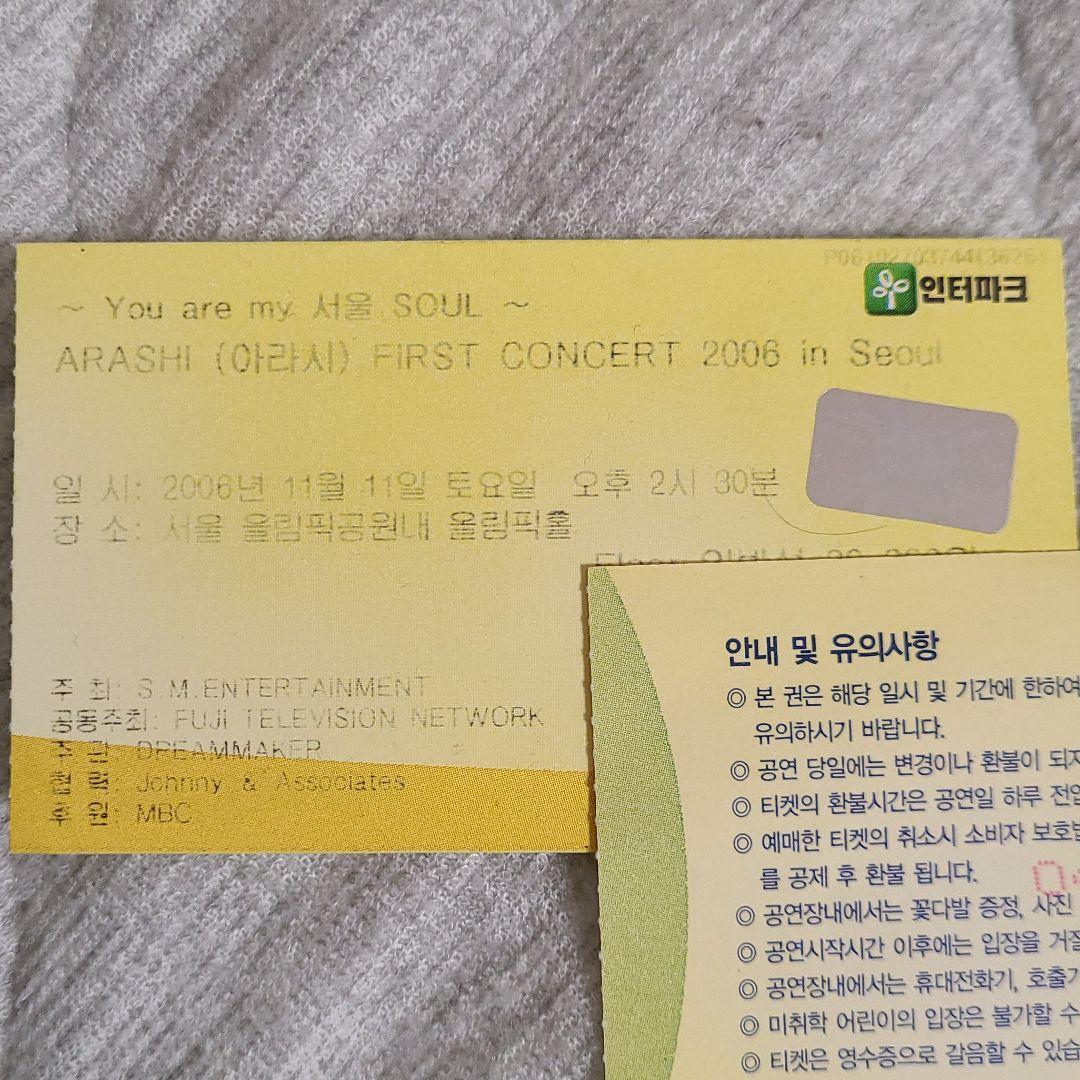 P06102703744(3626)
인터파크
~ You are my 서울 SOUL ~
ARASHI (아라시) FIRST CONCERT 2006 in Seoul
일 시: 2006년 11월 11일 토요일 오후 2시 30분
장 소: 서울 올림픽공원내 올림픽홀
주 최: S.M.ENTERTAINMENT
공동주최: FUJI TELEVISION NETWORK
주 관: DREAMMAKER
협 력: Johnny & Associates
후 원: MBC
안내 및 유의사항
◎ 본 권은 해당 일시 및 기간에 한하여
유의하시기 바랍니다.
◎ 공연 당일에는 변경이나 환불이 되지
◎ 티켓의 환불시간은 공연일 하루 전
◎ 예매한 티켓의 취소시 소비자 보호
를 공제 후 환불 됩니다.
◎ 공연장내에서는 꽃다발 증정, 사진
◎ 공연시작시간 이후에는 입장을 거절
◎ 공연장내에서는 휴대전화기, 호출기
◎ 미취학 어린이의 입장은 불가할 수
◎ 티켓은 영수증으로 갈음할 수 있습